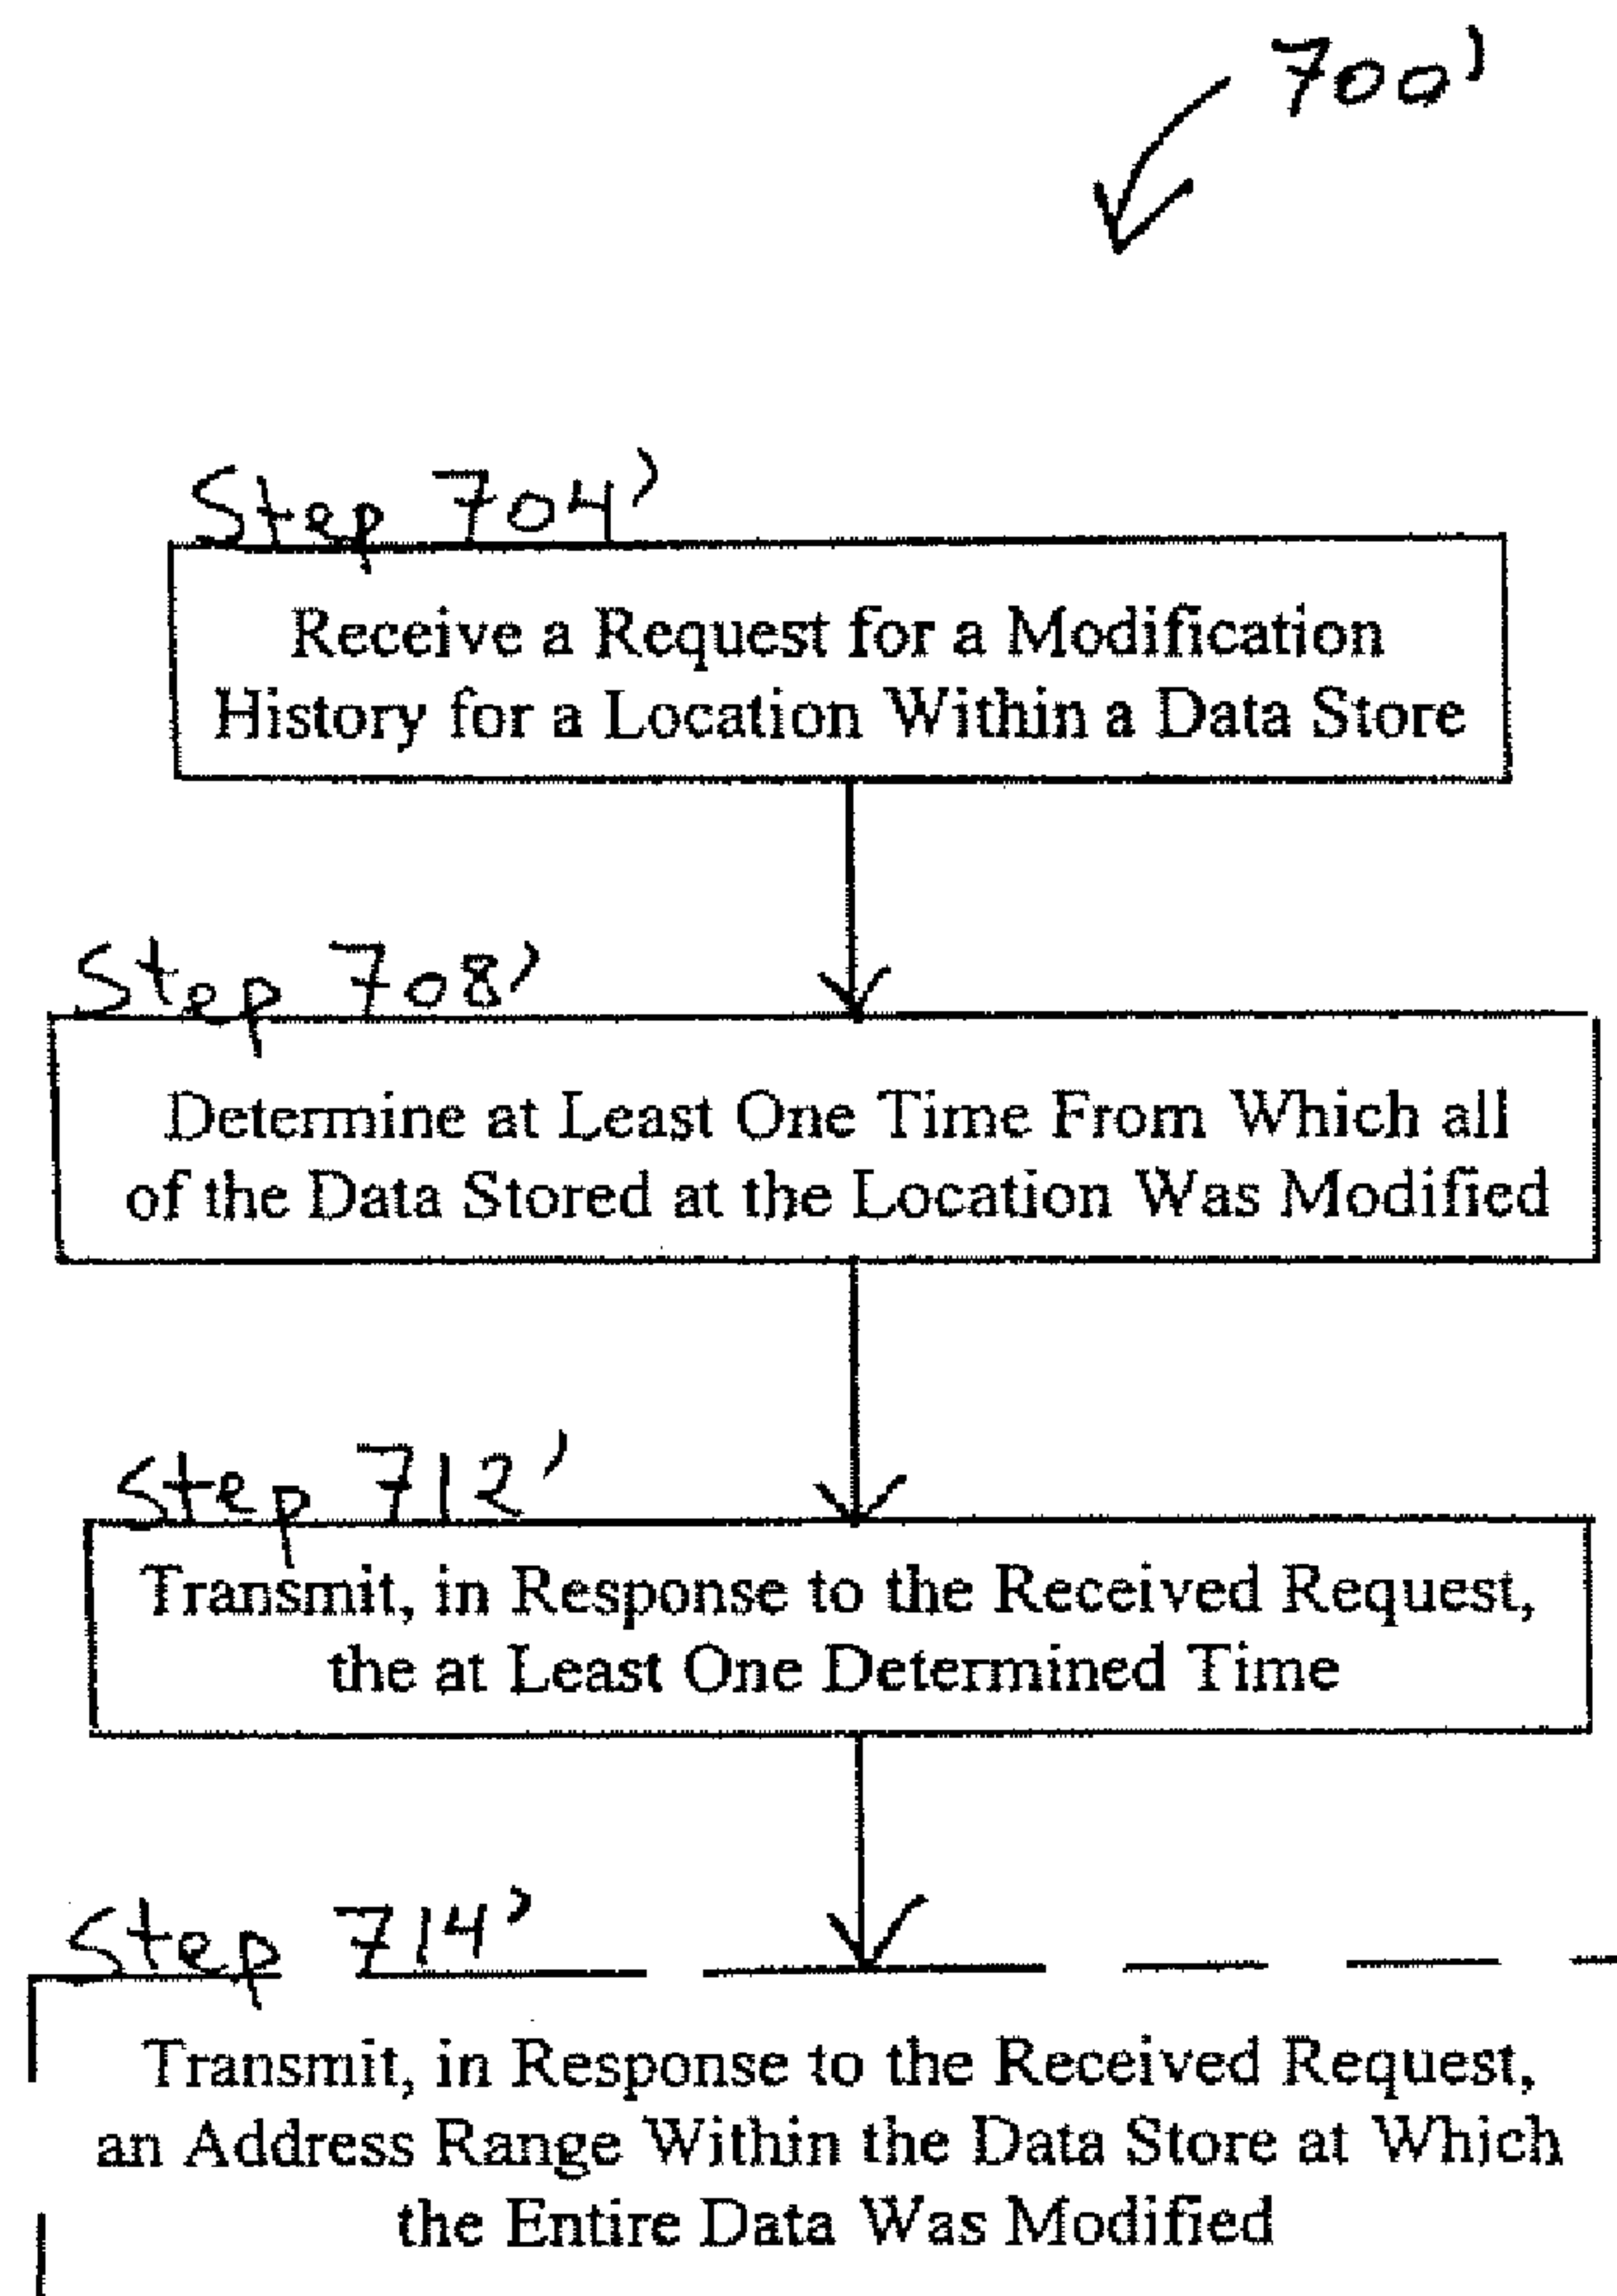 700'
Step 704'
Receive a Request for a Modification
History for a Location Within a Data Store
Step 708'
Determine at Least One Time From Which all
of the Data Stored at the Location Was Modified
Step 712'
Transmit, in Response to the Received Request,
the at Least One Determined Time
Step 714'
Transmit, in Response to the Received Request,
an Address Range Within the Data Store at Which
the Entire Data Was Modified